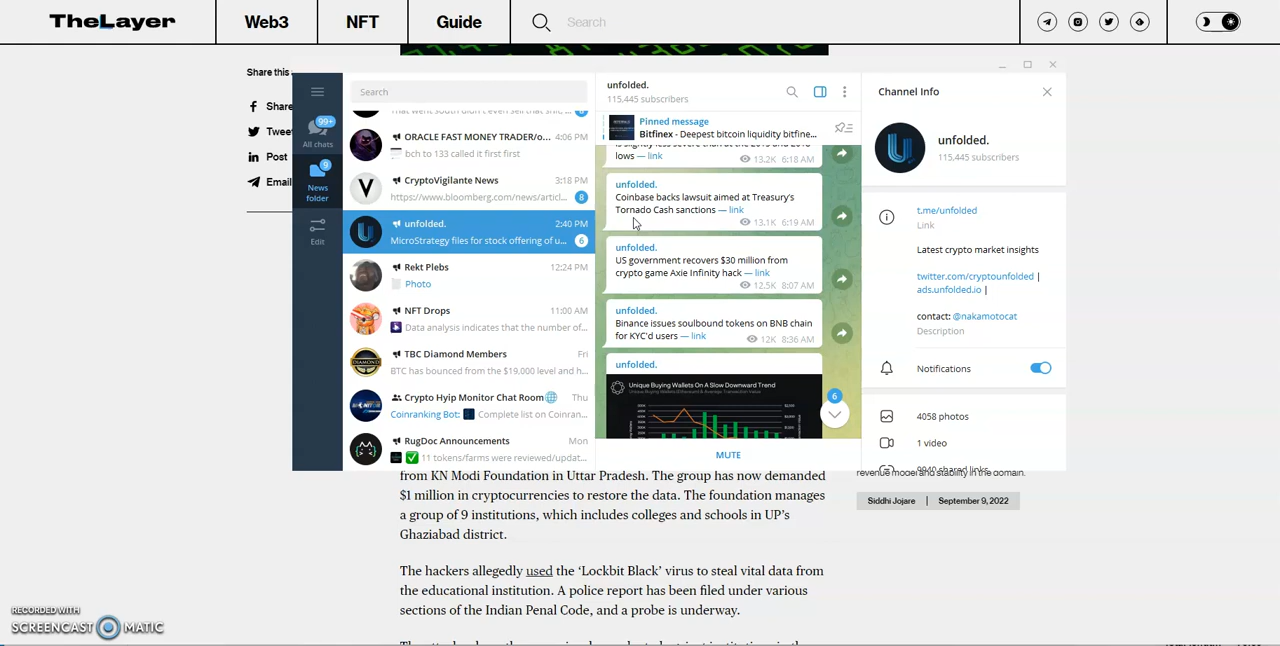 TheLayer
Web3
NFT
Guide
Search
Share this
Share
Tweet
Post
Email
99+
All chats
9
News
folder
Edit
Search
8
ORACLE FAST MONEY TRADER/o... 4:06 PM
bch to 133 called it first first
CryptoVigilante News 3:18 PM
https://www.bloomberg.com/news/articl... 8
unfolded. 2:40 PM
MicroStrategy files for stock offering of u... 6
Rekt Plebs 12:24 PM
Photo
NFT Drops 11:00 AM
Data analysis indicates that the number of...
TBC Diamond Members Fri
BTC has bounced from the $19,000 level and h...
Crypto Hyip Monitor Chat Room Thu
Coinranking Bot: Complete list on Coinran...
RugDoc Announcements Mon
11 tokens/farms were reviewed/updat...
unfolded.
115,445 subscribers
Pinned message
Bitfinex - Deepest bitcoin liquidity bitfine...
is slightly less severe than at the 2015 and 2018
lows — link 13.2K 6:18 AM
unfolded.
Coinbase backs lawsuit aimed at Treasury's
Tornado Cash sanctions — link
13.1K 6:19 AM
unfolded.
US government recovers $30 million from
crypto game Axie Infinity hack — link
12.5K 8:07 AM
unfolded.
Binance issues soulbound tokens on BNB chain
for KYC'd users — link 12K 8:36 AM
unfolded.
Unique Buying Wallets On A Slow Downward Trend
6
MUTE
Channel Info
unfolded.
115,445 subscribers
t.me/unfolded
Link
Latest crypto market insights
twitter.com/cryptounfolded |
ads.unfolded.io |
contact: @nakamotocat
Description
Notifications
4058 photos
1 video
9940 shared links
from KN Modi Foundation in Uttar Pradesh. The group has now demanded
$1 million in cryptocurrencies to restore the data. The foundation manages
a group of 9 institutions, which includes colleges and schools in UP's
Ghaziabad district.
The hackers allegedly used the 'Lockbit Black' virus to steal vital data from
the educational institution. A police report has been filed under various
sections of the Indian Penal Code, and a probe is underway.
revenue model and stability in the domain.
Siddhi Jojare | September 9, 2022
RECORDED WITH
SCREENCAST MATIC